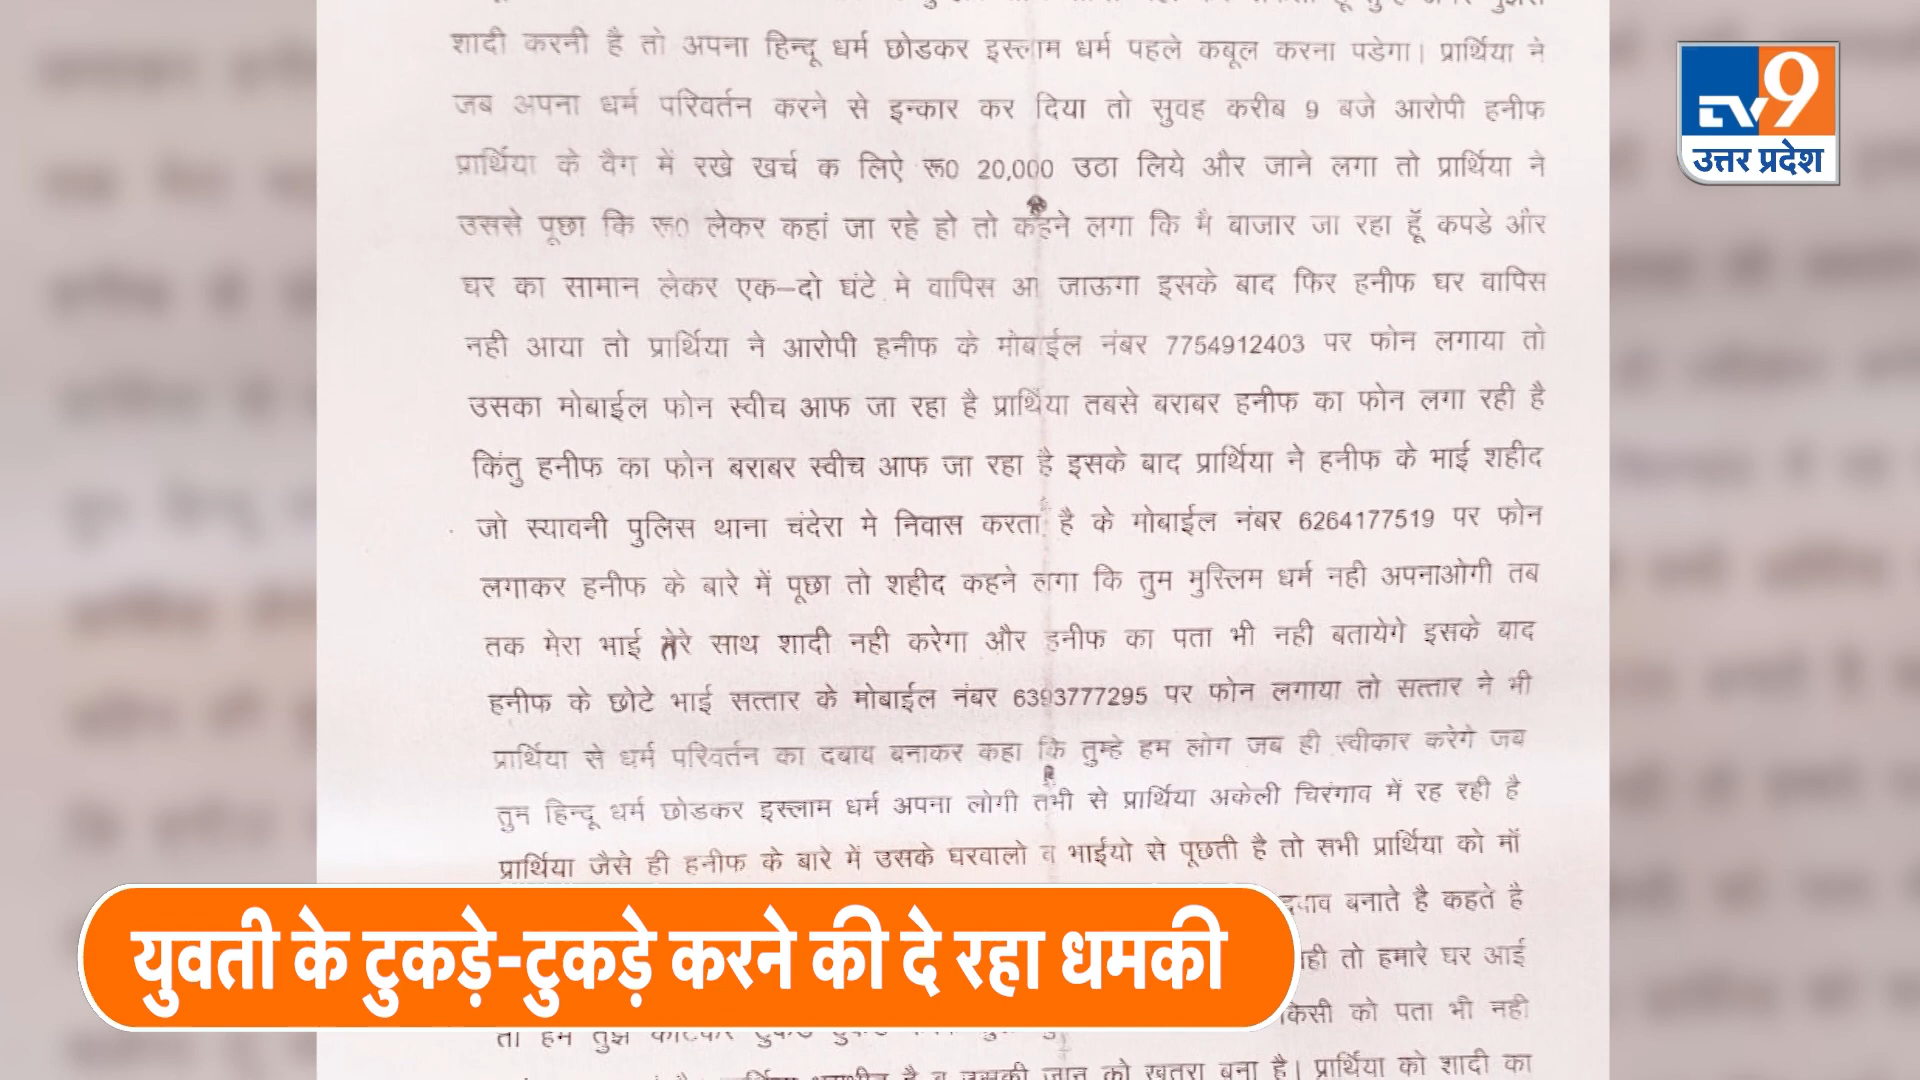 शादी करनी है तो अपना हिन्दू धर्म छोडकर इस्लाम धर्म पहले कबूल करना पडेगा। प्रार्थिया ने
जब अपना धर्म परिवर्तन करने से इन्कार कर दिया तो सुवह करीब 9 बजे आरोपी हनीफ
प्रार्थिया के वैग में रखे खर्च क लिऐ रू0 20,000 उठा लिये और जाने लगा तो प्रार्थिया ने
उससे पूछा कि रू0 लेकर कहां जा रहे हो तो कहने लगा कि मै बाजार जा रहा हूॅ कपडे और
घर का सामान लेकर एक–दो घंटे मे वापिस आ जाऊगा इसके बाद फिर हनीफ घर वापिस
नही आया तो प्रार्थिया ने आरोपी हनीफ के मोबाईल नंबर 7754912403 पर फोन लगाया तो
उसका मोबाईल फोन स्वीच आफ जा रहा है प्रार्थिया तबसे बराबर हनीफ का फोन लगा रही है
किंतु हनीफ का फोन बराबर स्वीच आफ जा रहा है इसके बाद प्रार्थिया ने हनीफ के भाई शहीद
जो स्यावनी पुलिस थाना चंदेरा मे निवास करता है के मोबाईल नंबर 6264177519 पर फोन
लगाकर हनीफ के बारे में पूछा तो शहीद कहने लगा कि तुम मुस्लिम धर्म नही अपनाओगी तब
तक मेरा भाई तेरे साथ शादी नही करेगा और हनीफ का पता भी नही बतायेगे इसके बाद
हनीफ के छोटे भाई सत्तार के मोबाईल नंबर 6393777295 पर फोन लगाया तो सत्तार ने भी
प्रार्थिया से धर्म परिवर्तन का दबाव बनाकर कहा कि तुम्हे हम लोग जब ही स्वीकार करेगे जब
तुम हिन्दू धर्म छोडकर इस्लाम धर्म अपना लोगी तभी से प्रार्थिया अकेली चिरंगाव में रह रही है
प्रार्थिया जैसे ही हनीफ के बारे में उसके घरवालो व भाईयो से पूछती है तो सभी प्रार्थिया को मॉ
दवाव बनाते है कहते है
तो हमारे घर आई
किसी को पता भी नही
तो हम तुझे काटकर
है व उसकी जान को खतरा बना है। प्रार्थिया को शादी का
युवती के टुकड़े-टुकड़े करने की दे रहा धमकी
TV9
उत्तर प्रदेश